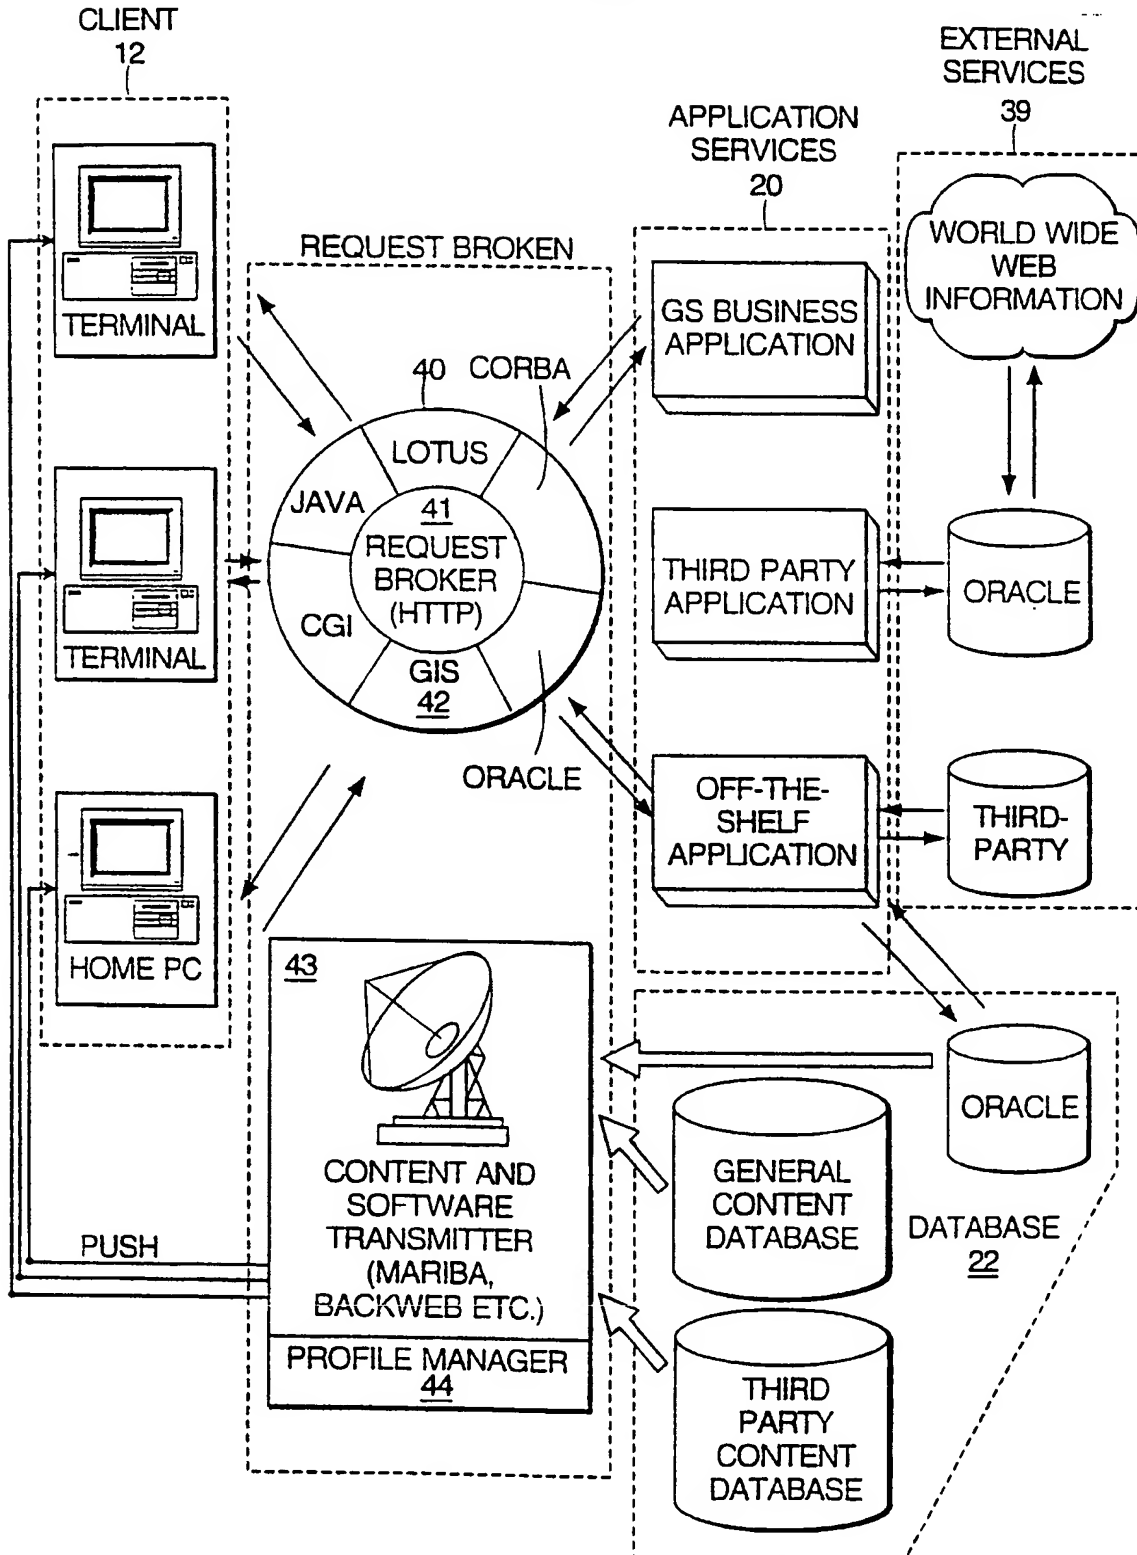 CLIENT
12
TERMINAL
TERMINAL
HOME PC
PUSH
REQUEST BROKEN
40
CORBA
LOTUS
JAVA
CGI
41
REQUEST
BROKER
(HTTP)
GIS
42
ORACLE
43
CONTENT AND
SOFTWARE
TRANSMITTER
(MARIBA,
BACKWEB ETC.)
PROFILE MANAGER
44
APPLICATION
SERVICES
20
GS BUSINESS
APPLICATION
THIRD PARTY
APPLICATION
OFF-THE-
SHELF
APPLICATION
EXTERNAL
SERVICES
39
WORLD WIDE
WEB
INFORMATION
ORACLE
THIRD-
PARTY
ORACLE
GENERAL
CONTENT
DATABASE
DATABASE
22
THIRD
PARTY
CONTENT
DATABASE